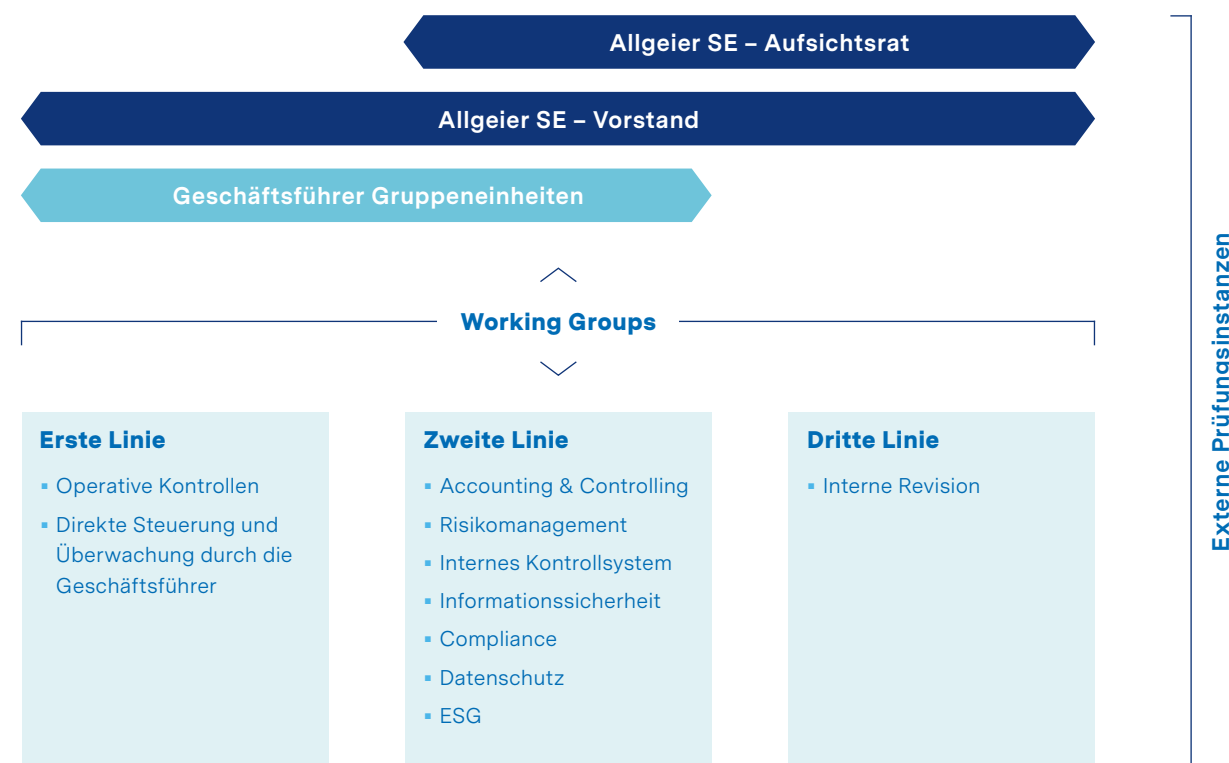 Allgeier SE – Aufsichtsrat
Allgeier SE – Vorstand
Geschäftsführer Gruppeneinheiten
Working Groups
Erste Linie
▪ Operative Kontrollen
▪ Direkte Steuerung und
Überwachung durch die
Geschäftsführer
Zweite Linie
▪ Accounting & Controlling
▪ Risikomanagement
▪ Internes Kontrollsystem
▪ Informationssicherheit
▪ Compliance
▪ Datenschutz
▪ ESG
Dritte Linie
▪ Interne Revision
Externe Prüfungsinstanzen